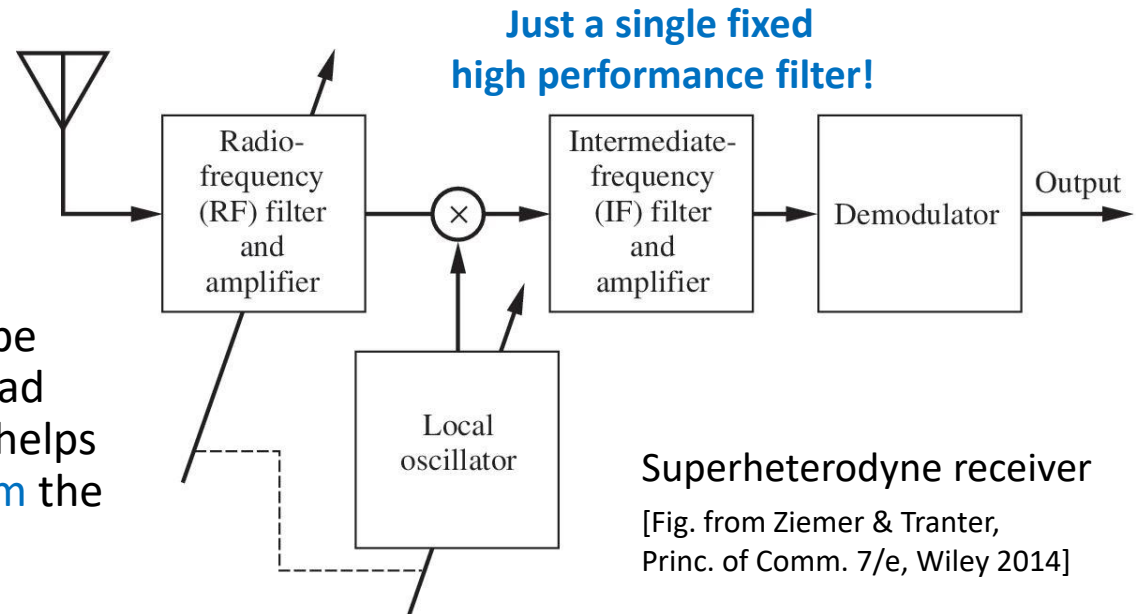 Just a single fixed
high performance filter!
Radio-
frequency
(RF) filter
and
amplifier
×
Intermediate-
frequency
(IF) filter
and
amplifier
Demodulator
Output
Local
oscillator
be
ad
helps
m the
Superheterodyne receiver
[Fig. from Ziemer & Tranter,
Princ. of Comm. 7/e, Wiley 2014]